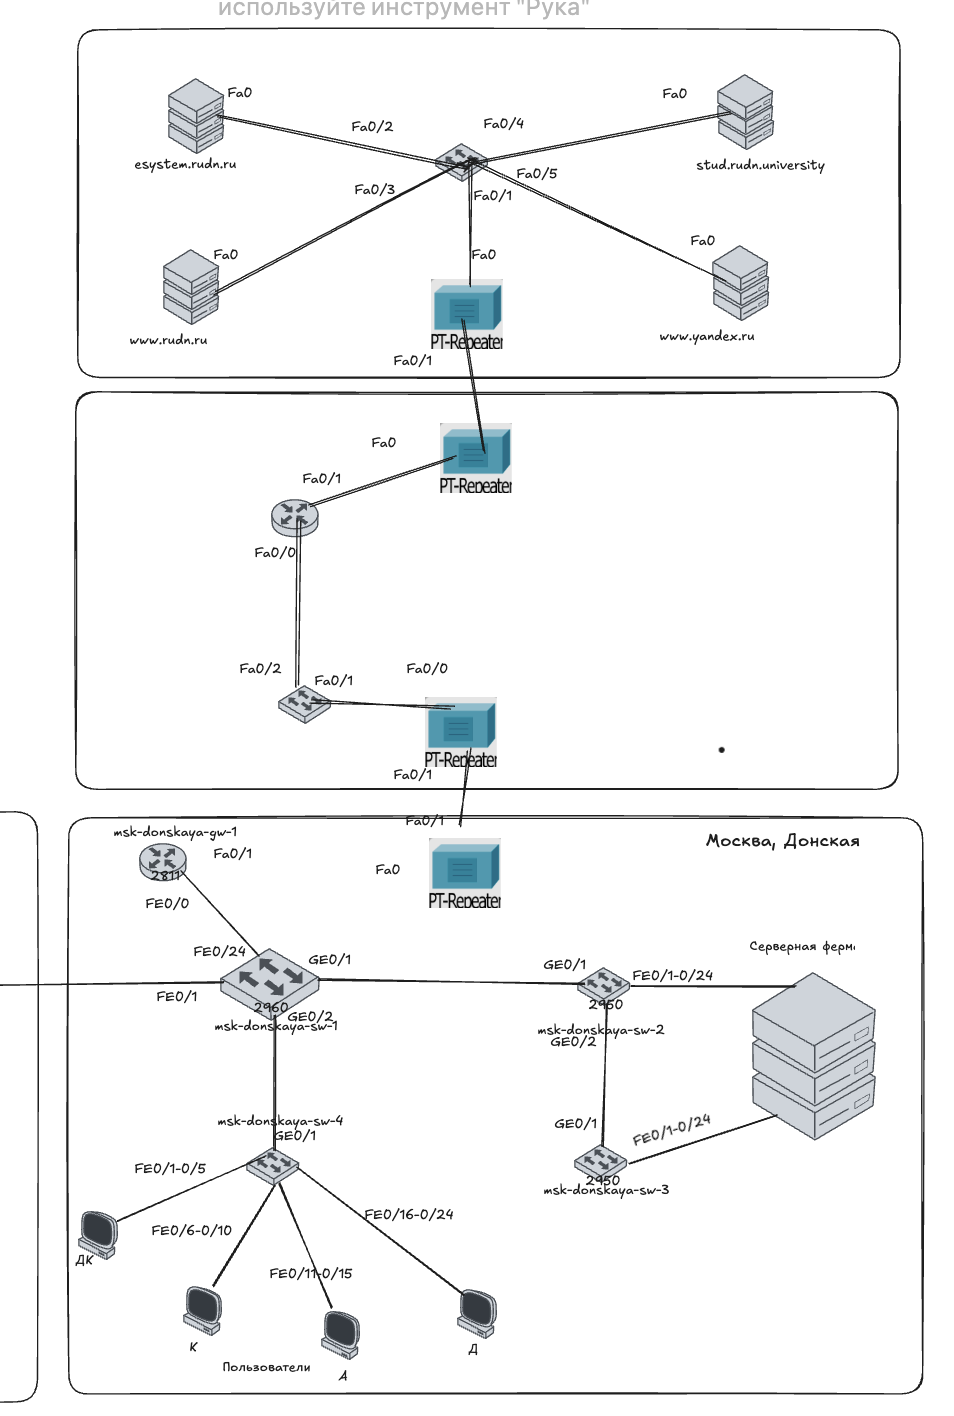 используйте инструмент "Рука"
Fa0
Fa0/2
Fa0/4
Fa0
esystem.rudn.ru
stud.rudn.university
Fa0/5
Fa0/3
Fa0/1
Fa0
Fa0
Fa0
www.rudn.ru
www.yandex.ru
PT-Repeater
Fa0/1
Fa0
PT-Repeater
Fa0/1
Fa0/0
Fa0/2
Fa0/1
Fa0/0
PT-Repeater
Fa0/1
Fa0/1
msk-donskaya-gw-1
Fa0/1
2811
Москва, Донская
Fa0
PT-Repeater
FE0/0
FE0/24
GE0/1
GE0/1
FE0/1-0/24
Серверная ферм
FE0/1
2960
GE0/2
msk-donskaya-sw-1
2950
msk-donskaya-sw-2
GE0/2
msk-donskaya-sw-4
GE0/1
GE0/1
FE0/1-0/24
2950
msk-donskaya-sw-3
FE0/1-0/5
FE0/6-0/10
FE0/16-0/24
FE0/11-0/15
ДК
К
А
Д
Пользователи